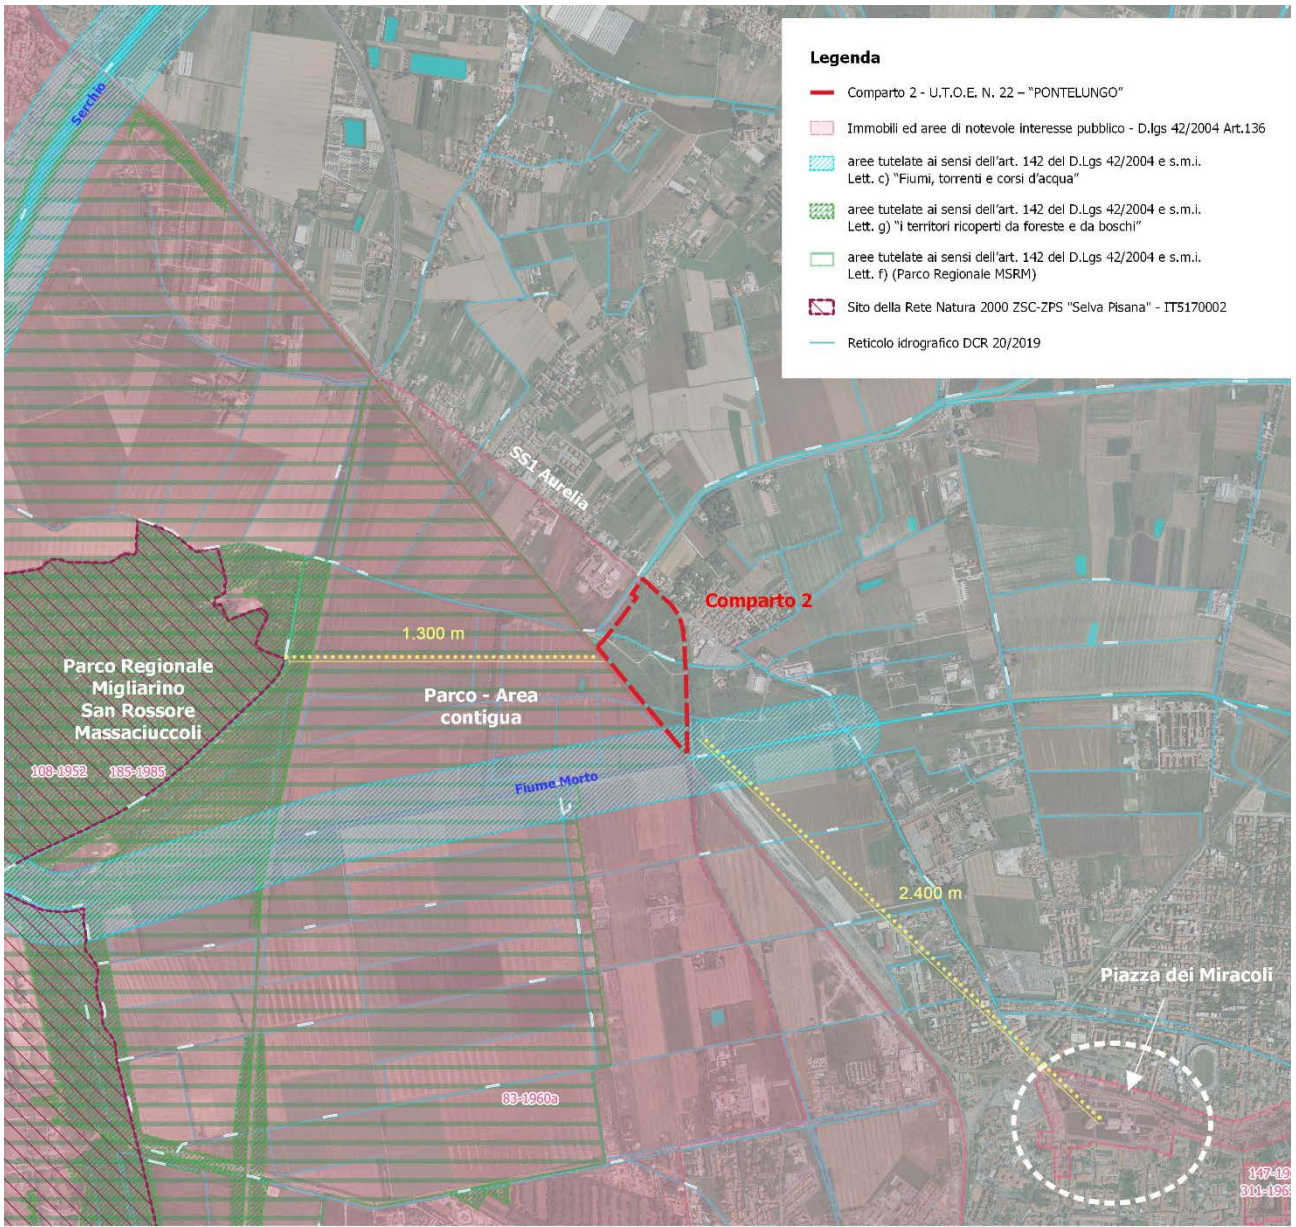 Legenda
Comparto 2 - U.T.O.E. N. 22 – “PONTELUNGO”
Immobili ed aree di notevole interesse pubblico - D.lgs 42/2004 Art.136
aree tutelate ai sensi dell’art. 142 del D.Lgs 42/2004 e s.m.i.
Lett. c) “Fiumi, torrenti e corsi d’acqua”
aree tutelate ai sensi dell’art. 142 del D.Lgs 42/2004 e s.m.i.
Lett. g) “i territori ricoperti da foreste e da boschi”
aree tutelate ai sensi dell’art. 142 del D.Lgs 42/2004 e s.m.i.
Lett. f) (Parco Regionale MSRM)
Sito della Rete Natura 2000 ZSC-ZPS "Selva Pisana" - IT5170002
Reticolo idrografico DCR 20/2019
Serchio
SS1 Aurelia
Comparto 2
1.300 m
Parco Regionale
Migliarino
San Rossore
Massaciuccoli
Parco - Area
contigua
108-1952
185-1985
Fiume Morto
2.400 m
Piazza dei Miracoli
83-1960a